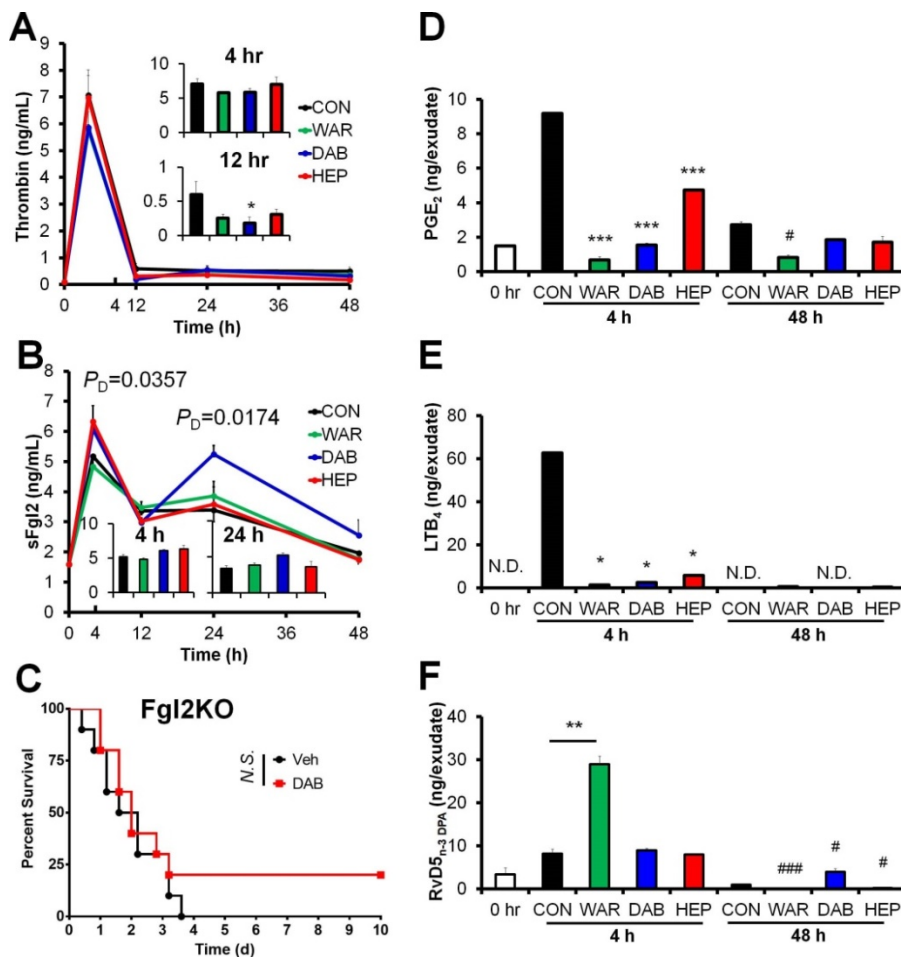 A
Thrombin (ng/mL)
9
8
7
6
5
4
3
2
1
0
0
4
12
24
36
48
Time (h)
4 hr
10
5
0
12 hr
1
0.5
0
*
CON
WAR
DAB
HEP
B
sFgl2 (ng/mL)
8
7
6
5
4
3
2
1
0
P_D=0.0357
P_D=0.0174
CON
WAR
DAB
HEP
10
5
0
4 h
24 h
0
4
12
24
36
48
Time (h)
C
Fgl2KO
Percent Survival
100
75
50
25
0
N.S.
Veh
DAB
0 1 2 3 4 5 6 7 8 9 10
Time (d)
D
PGE2 (ng/exudate)
10
8
6
4
2
0
***
***
***
#
0 hr CON WAR DAB HEP CON WAR DAB HEP
4 h 48 h
E
LTB4 (ng/exudate)
80
60
40
20
0
N.D. * * * N.D. N.D.
0 hr CON WAR DAB HEP CON WAR DAB HEP
4 h 48 h
F
RvD5n-3 DPA (ng/exudate)
40
30
20
10
0
**
### # #
0 hr CON WAR DAB HEP CON WAR DAB HEP
4 h 48 h